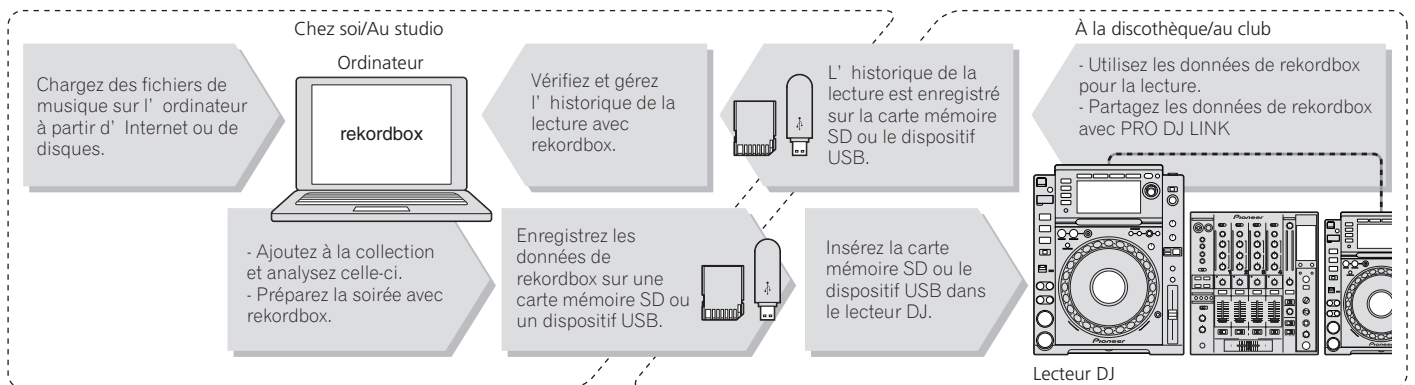 Chez soi/Au studio
Ordinateur
Chargez des fichiers de
musique sur l' ordinateur
à partir d' Internet ou de
disques.
rekordbox
- Ajoutez à la collection
et analysez celle-ci.
- Préparez la soirée avec
rekordbox.
Enregistrez les
données de
rekordbox sur une
carte mémoire SD ou
un dispositif USB.
Insérez la carte
mémoire SD ou le
dispositif USB dans
le lecteur DJ.
À la discothèque/au club
- Utilisez les données de rekordbox
pour la lecture.
- Partagez les données de rekordbox
avec PRO DJ LINK
Pioneer
Pioneer
Pioneer
Lecteur DJ
L' historique de la
lecture est enregistré
sur la carte mémoire
SD ou le dispositif
USB.
Vérifiez et gérez
l' historique de la
lecture avec
rekordbox.